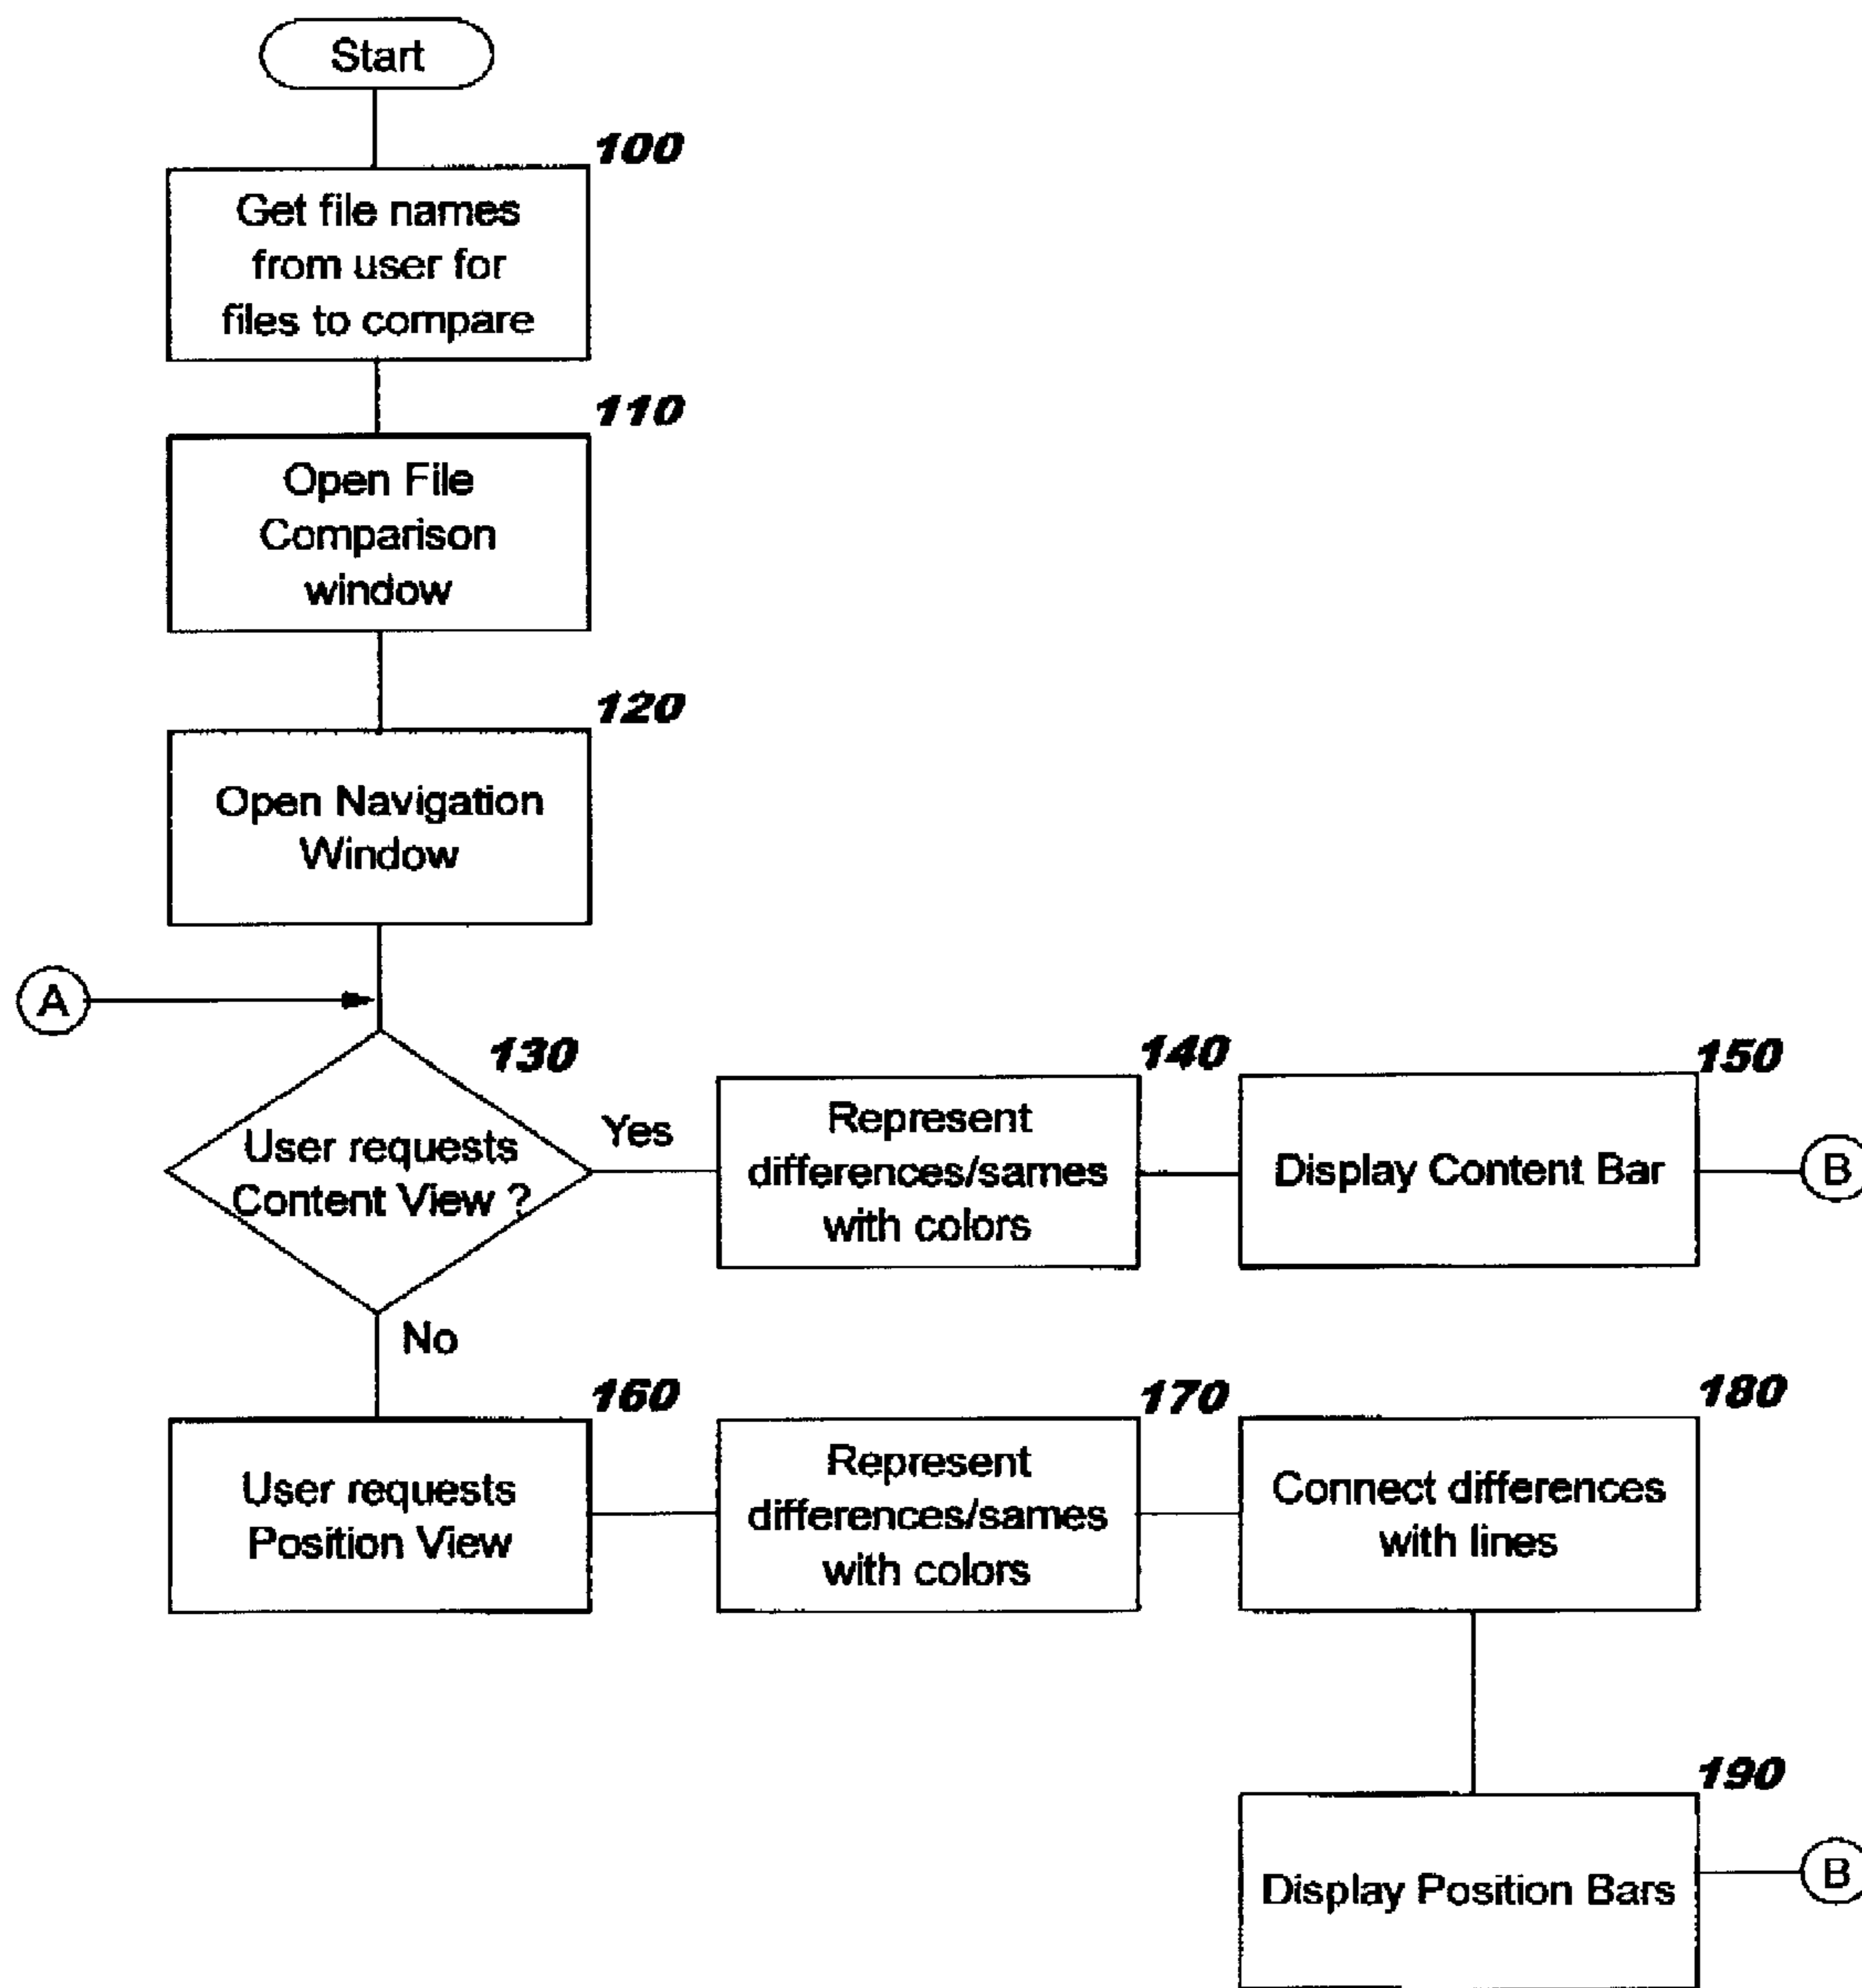 Start
100
Get file names
from user for
files to compare
110
Open File
Comparison
window
120
Open Navigation
Window
A
130
User requests
Content View ?
Yes
140
Represent
differences/sames
with colors
150
Display Content Bar
B
No
160
User requests
Position View
170
Represent
differences/sames
with colors
180
Connect differences
with lines
190
Display Position Bars
B